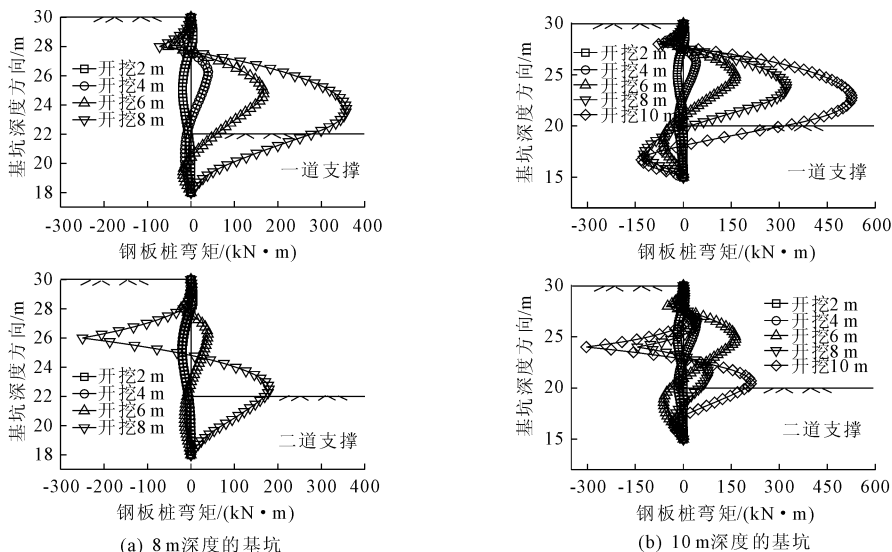 30
28
26
24
22
20
18
基坑深度方向/m
开挖2 m
开挖4 m
开挖6 m
开挖8 m
一道支撑
-300 -200 -100 0 100 200 300 400
钢板桩弯矩/(kN·m)
30
25
20
15
基坑深度方向/m
开挖2 m
开挖4 m
开挖6 m
开挖8 m
开挖10 m
一道支撑
-300 -150 0 150 300 450 600
钢板桩弯矩/(kN·m)
30
28
26
24
22
20
18
基坑深度方向/m
开挖2 m
开挖4 m
开挖6 m
开挖8 m
二道支撑
-300 -200 -100 0 100 200 300 400
钢板桩弯矩/(kN·m)
(a) 8 m深度的基坑
30
25
20
15
基坑深度方向/m
开挖2 m
开挖4 m
开挖6 m
开挖8 m
开挖10 m
二道支撑
-300 -150 0 150 300 450 600
钢板桩弯矩/(kN·m)
(b) 10 m深度的基坑